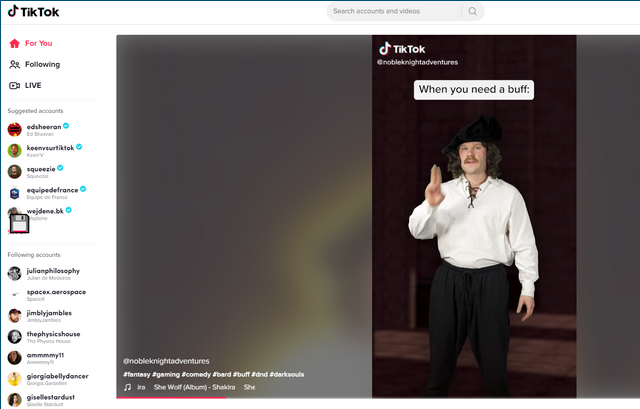 TikTok
Search accounts and videos
For You
Following
LIVE
Suggested accounts
edsheeran
Ed Sheeran
keenvsurtiktok
Keen'V
squeezie
Squeezie
equipedefrance
Equipe de France
wejdene.bk
Wejdene
Following accounts
julianphilosophy
Julian de Medeiros
spacex.aerospace
SpaceX
jimblyjambles
JimblyJambles
thephysicshouse
The Physics House
ammmmy11
Ammmmy11
giorgiabellydancer
Giorgia.Garbellini
gisellestardust
Giselle Stardust
TikTok
@nobleknightadventures
When you need a buff:
@nobleknightadventures
#fantasy #gaming #comedy #bard #buff #dnd #darksouls
ira She Wolf (Album) - Shakira She